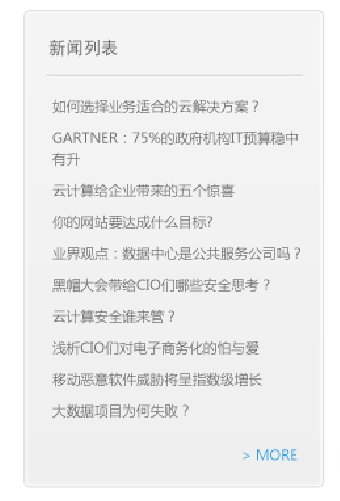 新闻列表
如何选择业务适合的云解决方案？
GARTNER：75%的政府机构IT预算稳中
有升
云计算给企业带来的五个惊喜
你的网站要达成什么目标?
业界观点：数据中心是公共服务公司吗？
黑帽大会带给CIO们哪些安全思考？
云计算安全谁来管？
浅析CIO们对电子商务化的怕与爱
移动恶意软件威胁将呈指数级增长
大数据项目为何失败？
> MORE